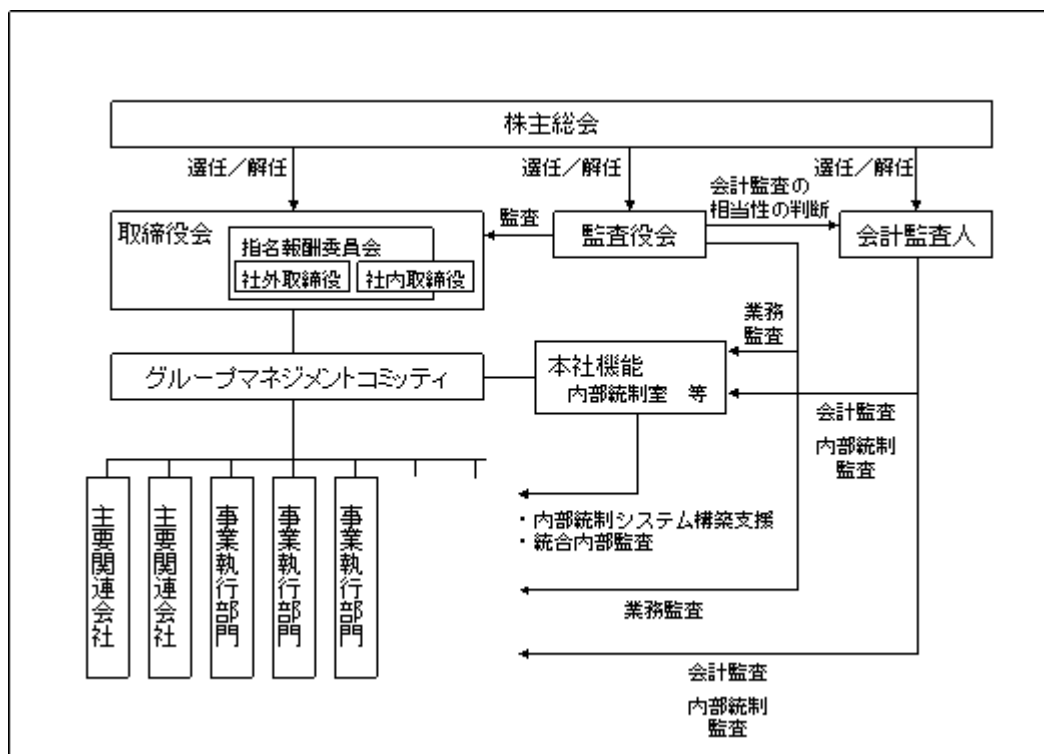 株主総会
選任／解任
選任／解任
選任／解任
会計監査の
相当性の判断
取締役会
監査
監査役会
会計監査人
指名報酬委員会
社外取締役
社内取締役
業務
監査
グループマネジメントコミッティ
本社機能
内部統制室　等
会計監査
内部統制
監査
主要関連会社
主要関連会社
事業執行部門
事業執行部門
事業執行部門
・内部統制システム構築支援
・統合内部監査
業務監査
会計監査
内部統制
監査